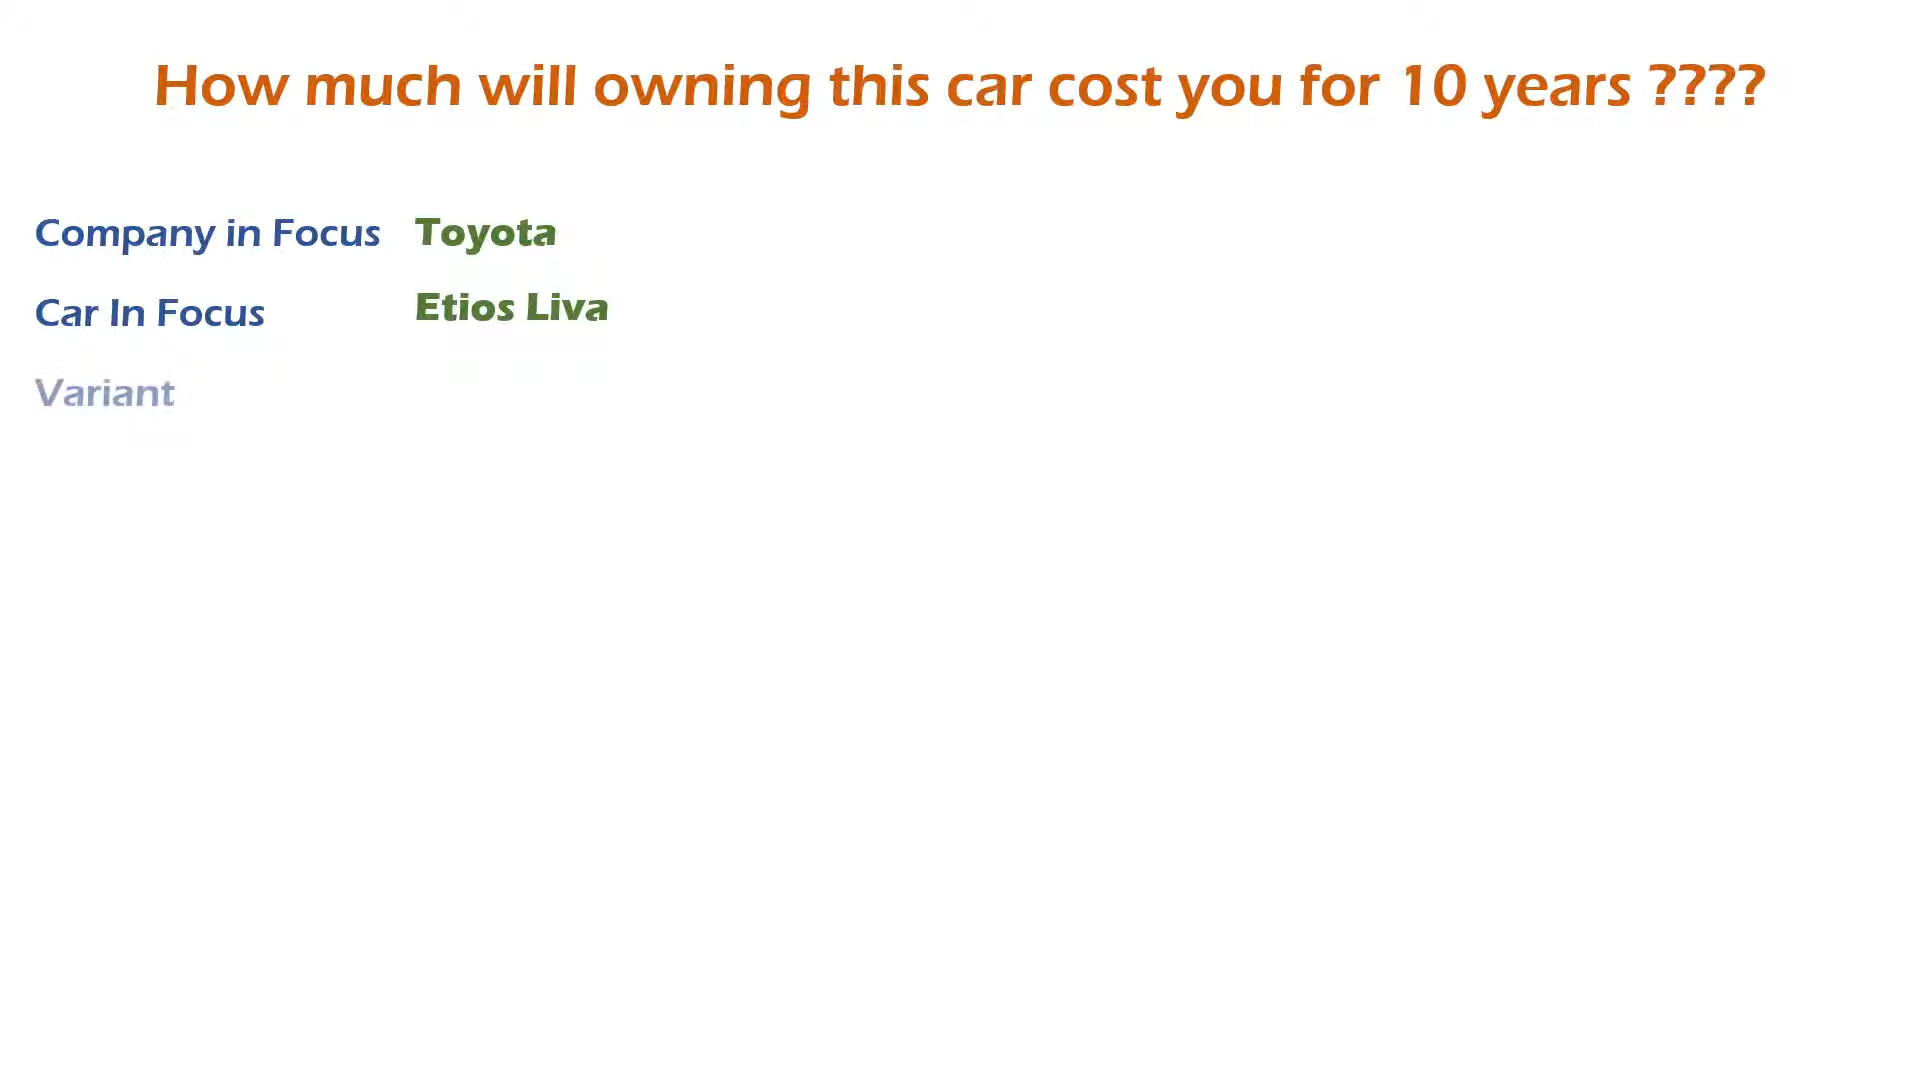 How much will owning this car cost you for 10 years ????
Company in Focus Toyota
Car In Focus Etios Liva
Variant